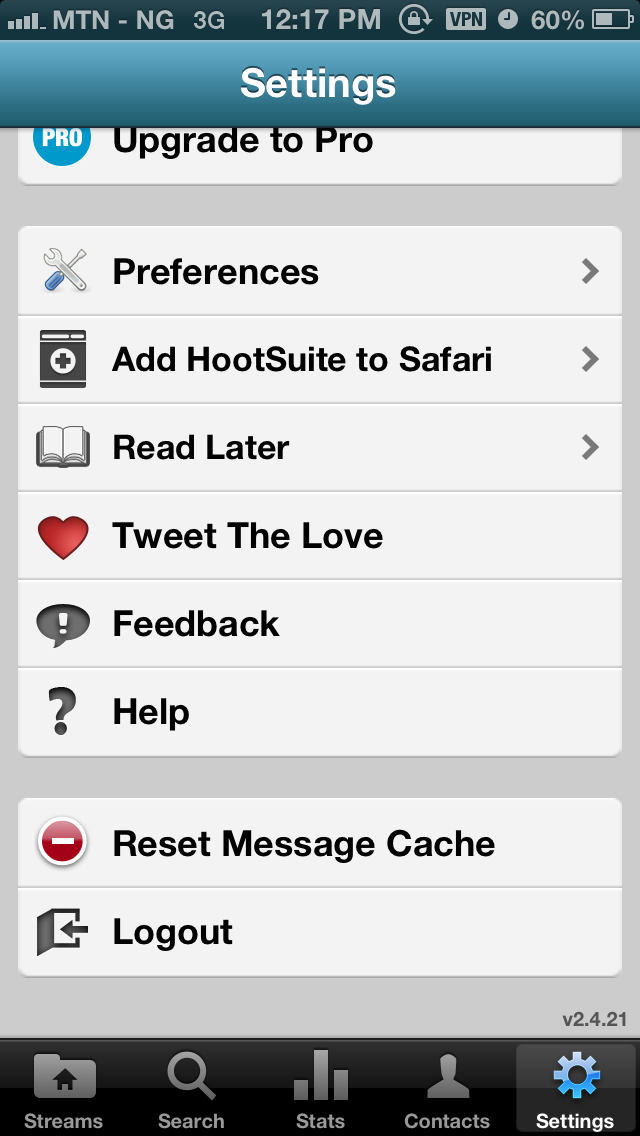 MTN - NG 3G 12:17 PM VPN 60%
Settings
PRO Upgrade to Pro
Preferences
Add HootSuite to Safari
Read Later
Tweet The Love
! Feedback
? Help
Reset Message Cache
Logout
v2.4.21
Streams Search Stats Contacts Settings